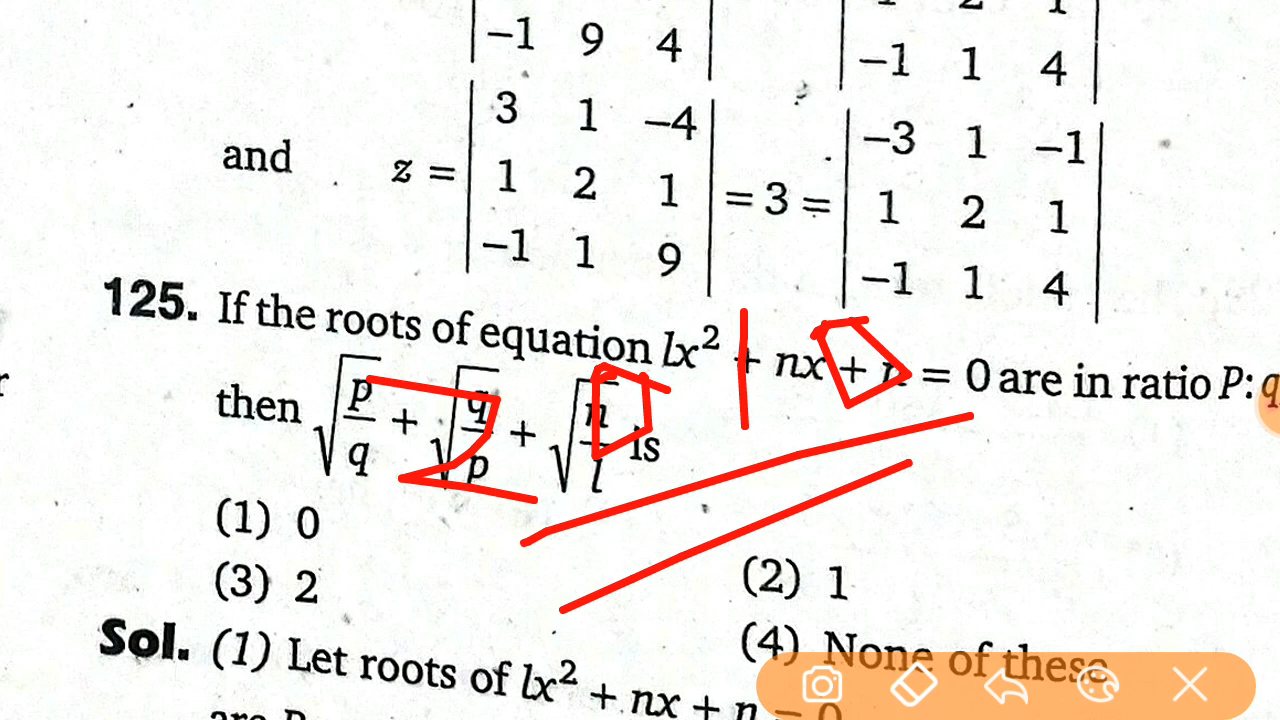 | −1 9 4 | | −1 1 4 |
and z = | 3 1 −4 | = 3 = | −3 1 −1 |
| 1 2 1 | | 1 2 1 |
| −1 1 9 | | −1 1 4 |
125. If the roots of equation lx² + nx + n = 0 are in ratio P: q
then √(p/q) + √(q/p) + √(n/l) is
(1) 0
(2) 1
(3) 2
(4) None of these
Sol. (1) Let roots of lx² + nx + n = 0
are